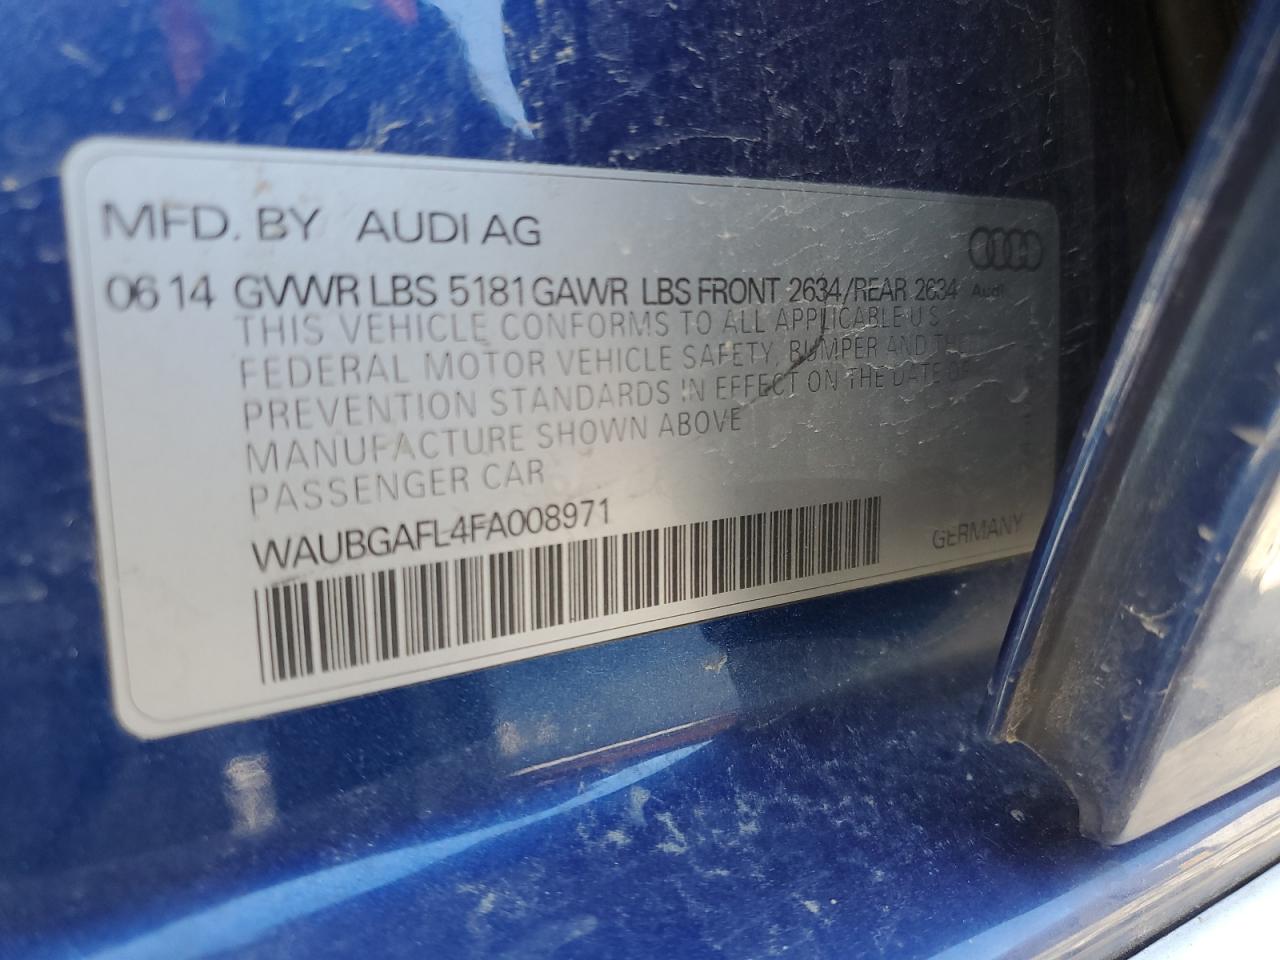 MFD. BY AUDI AG
06 14 GVWR LBS 5181 GAWR LBS FRONT 2634/REAR 2634 Audi
THIS VEHICLE CONFORMS TO ALL APPLICABLE U S
FEDERAL MOTOR VEHICLE SAFETY, BUMPER AND THEFT
PREVENTION STANDARDS IN EFFECT ON THE DATE OF
MANUFACTURE SHOWN ABOVE
PASSENGER CAR
WAUBGAFL4FA008971
GERMANY